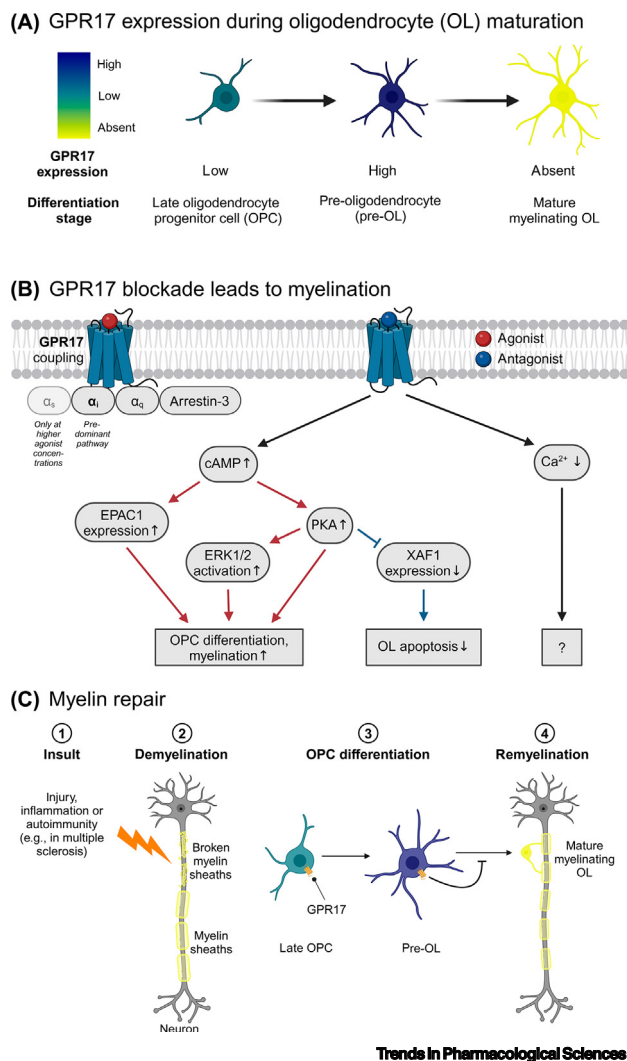 (A) GPR17 expression during oligodendrocyte (OL) maturation
High
Low
Absent
GPR17
expression
Low
High
Absent
Differentiation
stage
Late oligodendrocyte
progenitor cell (OPC)
Pre-oligodendrocyte
(pre-OL)
Mature
myelinating OL
(B) GPR17 blockade leads to myelination
GPR17
coupling
Agonist
Antagonist
αs
αi
αq
Arrestin-3
Only at
higher
agonist
concen-
trations
Pre-
dominant
pathway
cAMP↑
Ca²⁺ ↓
EPAC1
expression↑
PKA↑
ERK1/2
activation↑
XAF1
expression↓
OPC differentiation,
myelination↑
OL apoptosis↓
?
(C) Myelin repair
1
Insult
2
Demyelination
3
OPC differentiation
4
Remyelination
Injury,
inflammation or
autoimmunity
(e.g., in multiple
sclerosis)
Broken
myelin
sheaths
Myelin
sheaths
Neuron
GPR17
Late OPC
Pre-OL
Mature
myelinating
OL
Trends in Pharmacological Sciences